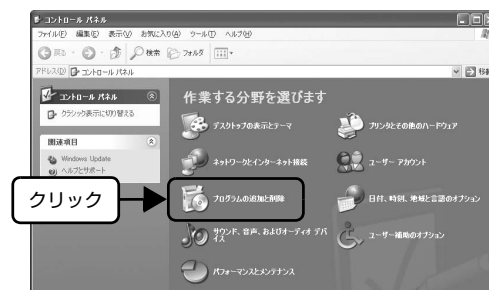 コントロール パネル
ファイル(F) 編集(E) 表示(V) お気に入り(A) ツール(T) ヘルプ(H)
戻る 検索 フォルダ
アドレス(D) コントロール パネル 移動
コントロール パネル
クラシック表示に切り替える
関連項目
Windows Update
ヘルプとサポート
作業する分野を選びます
デスクトップの表示とテーマ
プリンタとその他のハードウェア
ネットワークとインターネット接続
ユーザー アカウント
クリック
プログラムの追加と削除
日付、時刻、地域と言語のオプション
サウンド、音声、およびオーディオ デバイス
ユーザー補助のオプション
パフォーマンスとメンテナンス